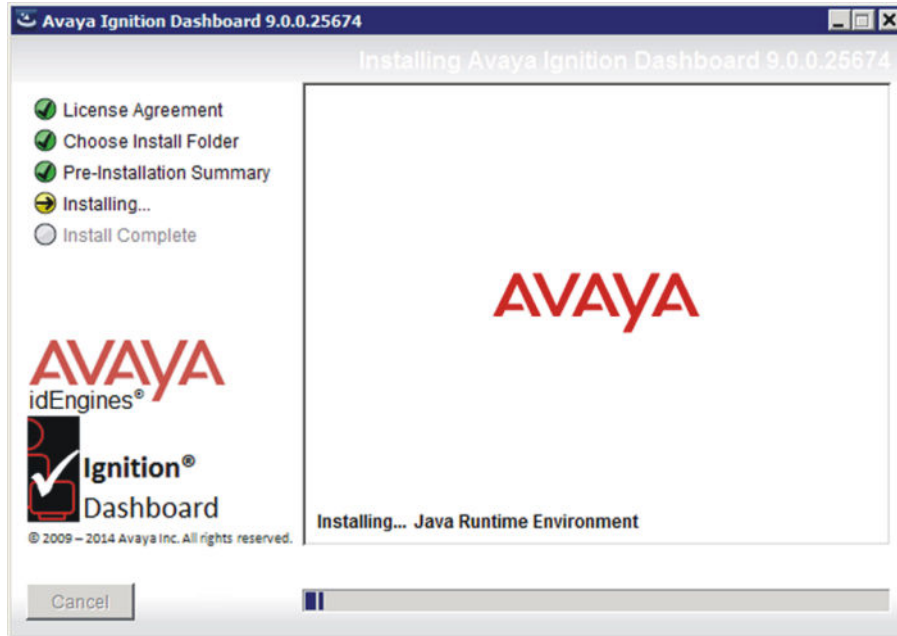 Avaya Ignition Dashboard 9.0.0.25674
Installing Avaya Ignition Dashboard 9.0.0.25674
License Agreement
Choose Install Folder
Pre-Installation Summary
Installing...
Install Complete
AVAYA
AVAYA
idEngines®
Ignition®
Dashboard
© 2009 – 2014 Avaya Inc. All rights reserved.
Installing... Java Runtime Environment
Cancel